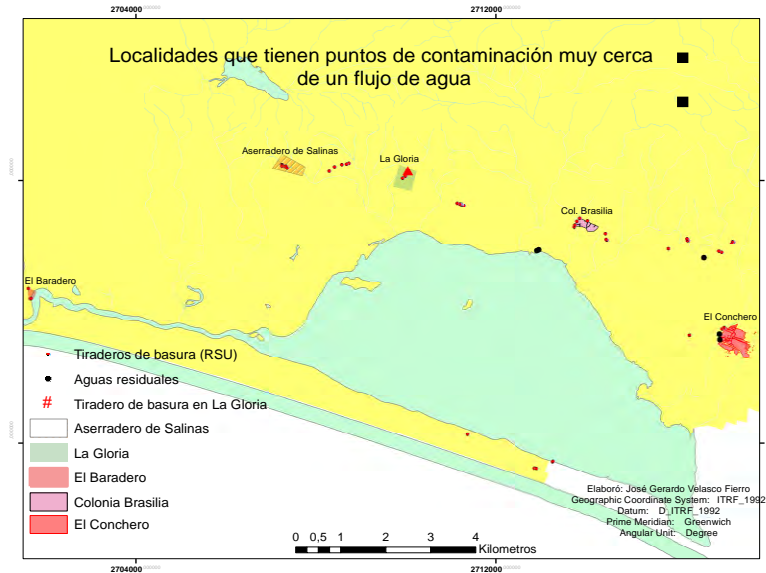 2704000
2712000
Localidades que tienen puntos de contaminación muy cerca
de un flujo de agua
Aserradero de Salinas
La Gloria
Col. Brasilia
El Baradero
El Conchero
Tiraderos de basura (RSU)
Aguas residuales
# Tiradero de basura en La Gloria
Aserradero de Salinas
La Gloria
El Baradero
Colonia Brasilia
El Conchero
Elaboró: José Gerardo Velasco Fierro
Geographic Coordinate System: ITRF_1992
Datum: D_ITRF_1992
Prime Meridian: Greenwich
Angular Unit: Degree
0 0,5 1 2 3 4
Kilometros
2704000
2712000